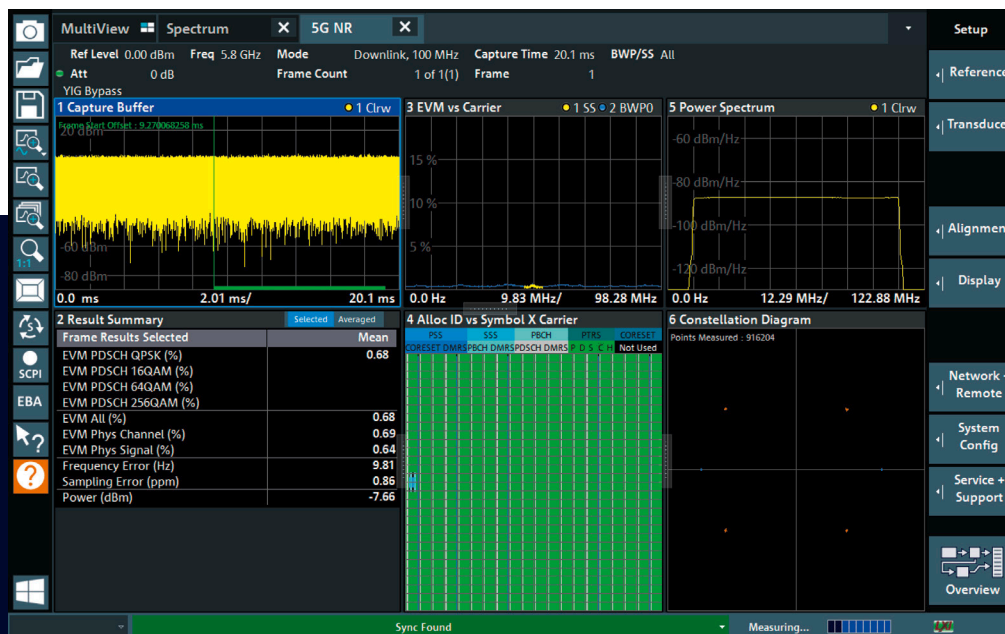 MultiView Spectrum X 5G NR X Setup
Ref Level 0.00 dBm Freq 5.8 GHz Mode Downlink, 100 MHz Capture Time 20.1 ms BWP/SS All
Att 0 dB Frame Count 1 of 1(1) Frame 1
YIG Bypass
1 Capture Buffer 1 Clrw
Frame Start Offset : 9.270068258 ms
20 dBm
-60 dBm
-80 dBm
0.0 ms 2.01 ms/ 20.1 ms
3 EVM vs Carrier 1 SS 2 BWP0
15 %
10 %
5 %
0.0 Hz 9.83 MHz/ 98.28 MHz
5 Power Spectrum 1 Clrw
-60 dBm/Hz
-80 dBm/Hz
-100 dBm/Hz
-120 dBm/Hz
0.0 Hz 12.29 MHz/ 122.88 MHz
2 Result Summary Selected Averaged
Frame Results Selected Mean
EVM PDSCH QPSK (%) 0.68
EVM PDSCH 16QAM (%)
EVM PDSCH 64QAM (%)
EVM PDSCH 256QAM (%)
EVM All (%) 0.68
EVM Phys Channel (%) 0.69
EVM Phys Signal (%) 0.64
Frequency Error (Hz) 9.81
Sampling Error (ppm) 0.86
Power (dBm) -7.66
4 Alloc ID vs Symbol X Carrier
PSS SSS PBCH PTRS CORESET
CORESET DMRS PBCH DMRS PDSCH DMRS P D S C H Not Used
6 Constellation Diagram
Points Measured : 916204
1:1
SCPI
EBA
Reference
Transduce
Alignmen
Display
Network +
Remote
System
Config
Service +
Support
Overview
Sync Found Measuring...